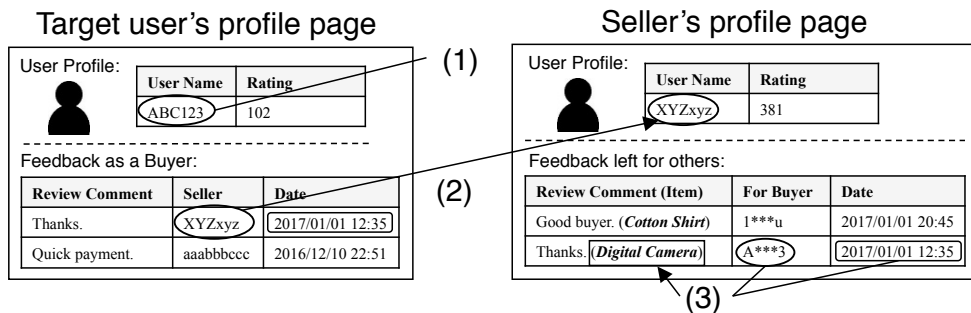 Target user's profile page
User Profile:
User Name Rating
ABC123 102
Feedback as a Buyer:
Review Comment Seller Date
Thanks. XYZxyz 2017/01/01 12:35
Quick payment. aaabbbccc 2016/12/10 22:51
(1)
(2)
Seller's profile page
User Profile:
User Name Rating
XYZxyz 381
Feedback left for others:
Review Comment (Item) For Buyer Date
Good buyer. (Cotton Shirt) 1***u 2017/01/01 20:45
Thanks. (Digital Camera) A***3 2017/01/01 12:35
(3)